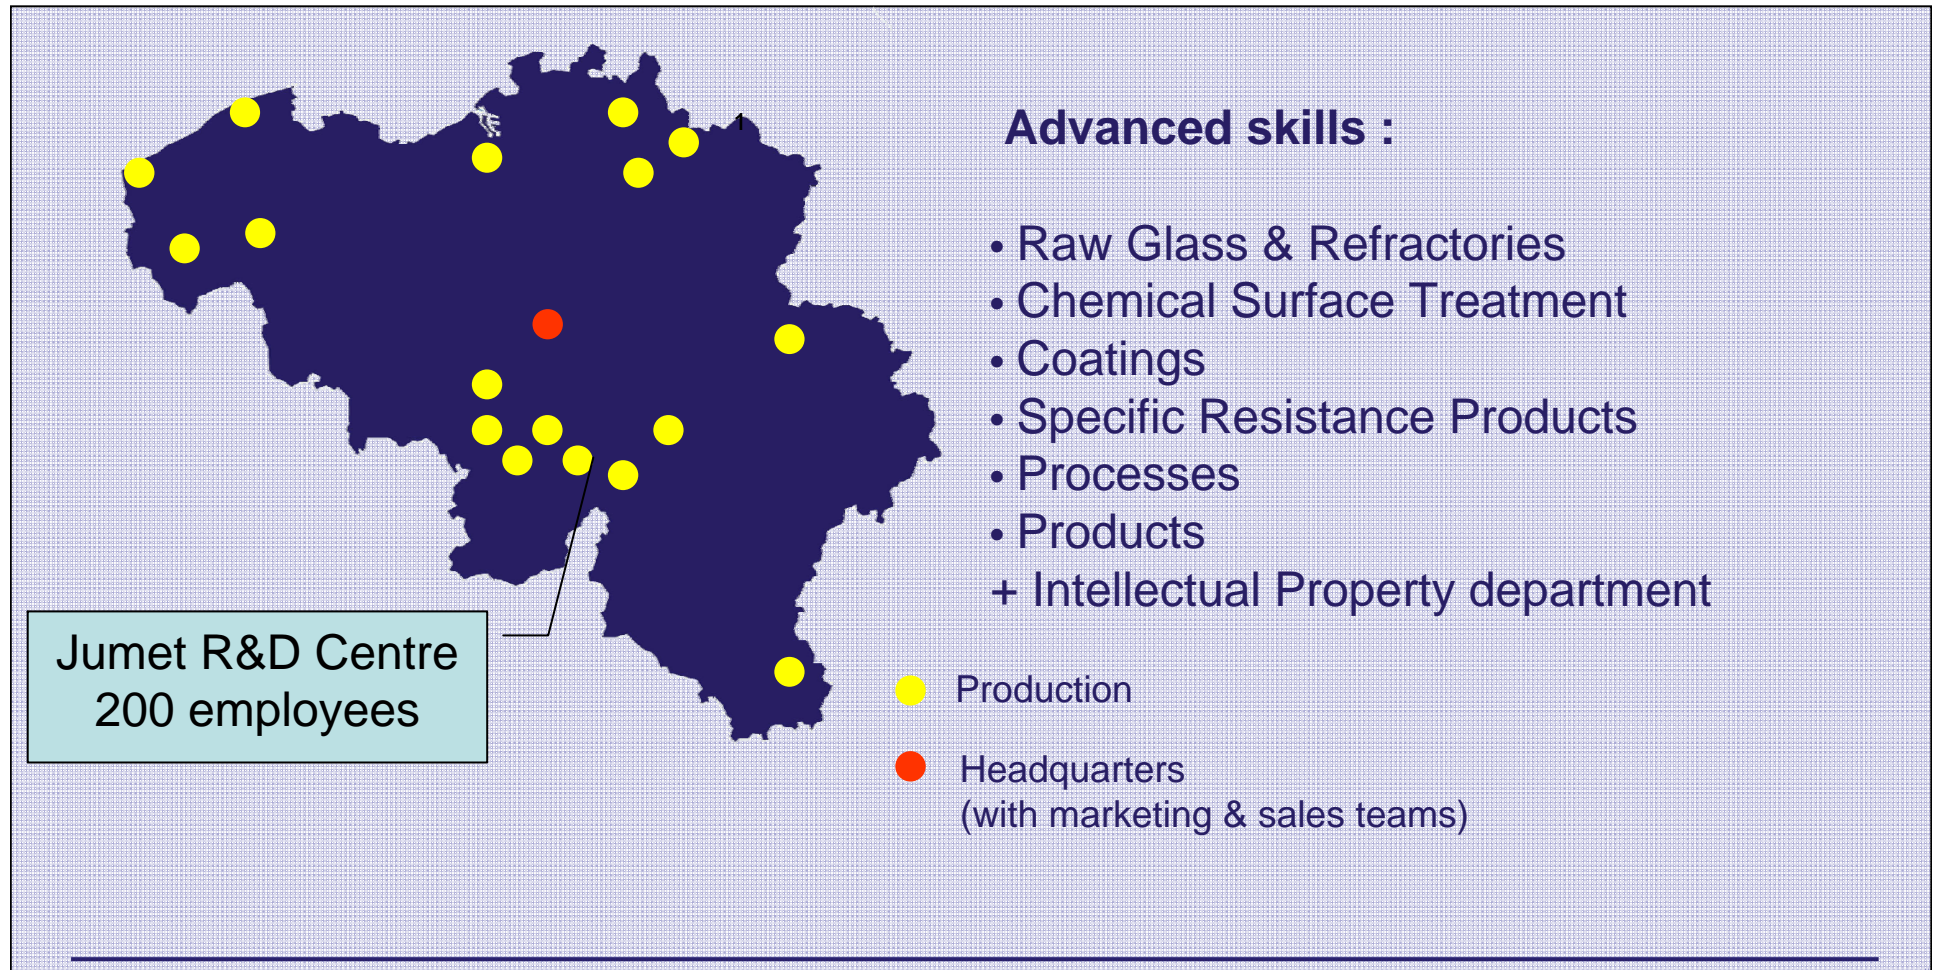 1
Advanced skills :
• Raw Glass & Refractories
• Chemical Surface Treatment
• Coatings
• Specific Resistance Products
• Processes
• Products
+ Intellectual Property department
Jumet R&D Centre
200 employees
Production
Headquarters
(with marketing & sales teams)